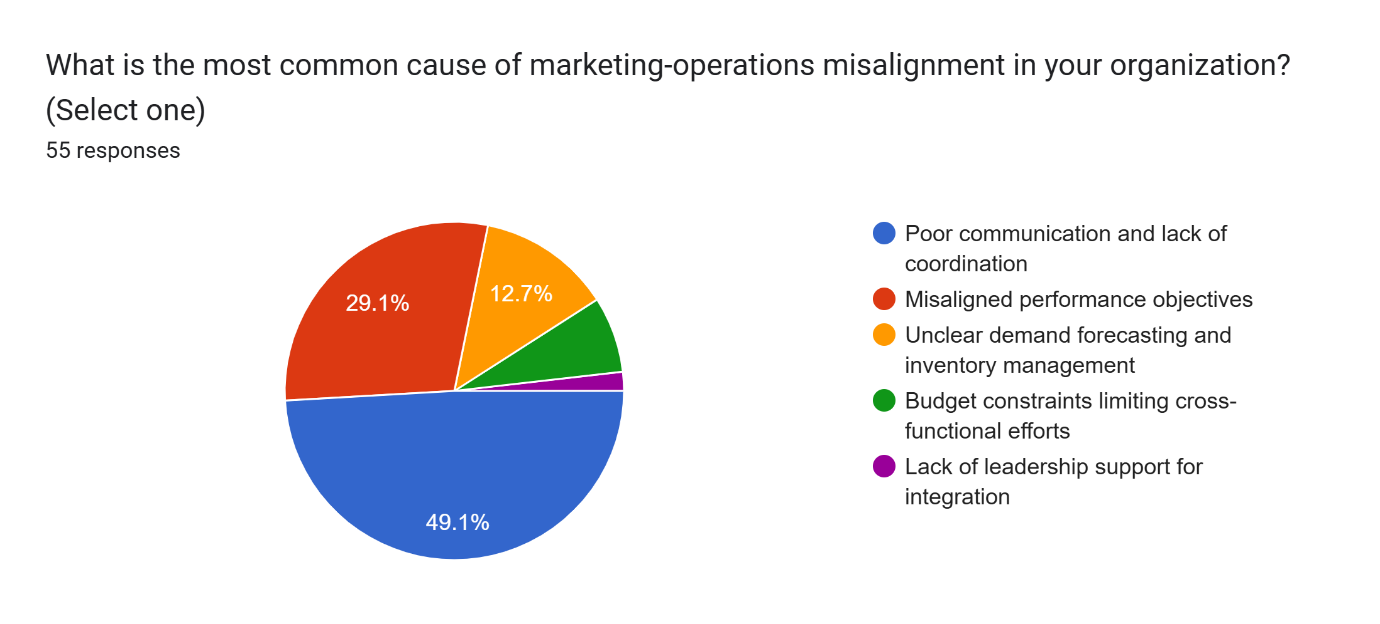 What is the most common cause of marketing-operations misalignment in your organization?
(Select one)
55 responses
29.1%
12.7%
49.1%
Poor communication and lack of
coordination
Misaligned performance objectives
Unclear demand forecasting and
inventory management
Budget constraints limiting cross-
functional efforts
Lack of leadership support for
integration